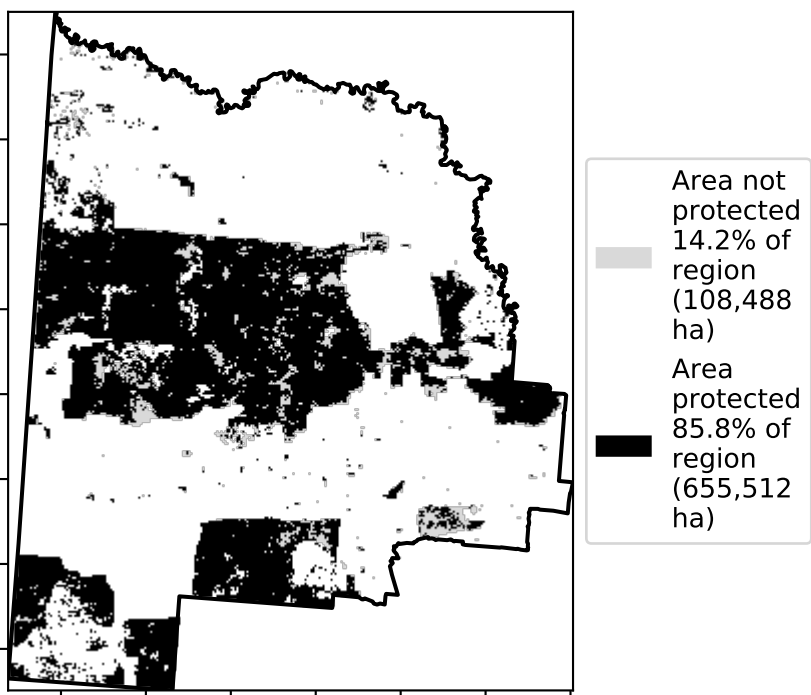 Area not
protected
14.2% of
region
(108,488
ha)
Area
protected
85.8% of
region
(655,512
ha)